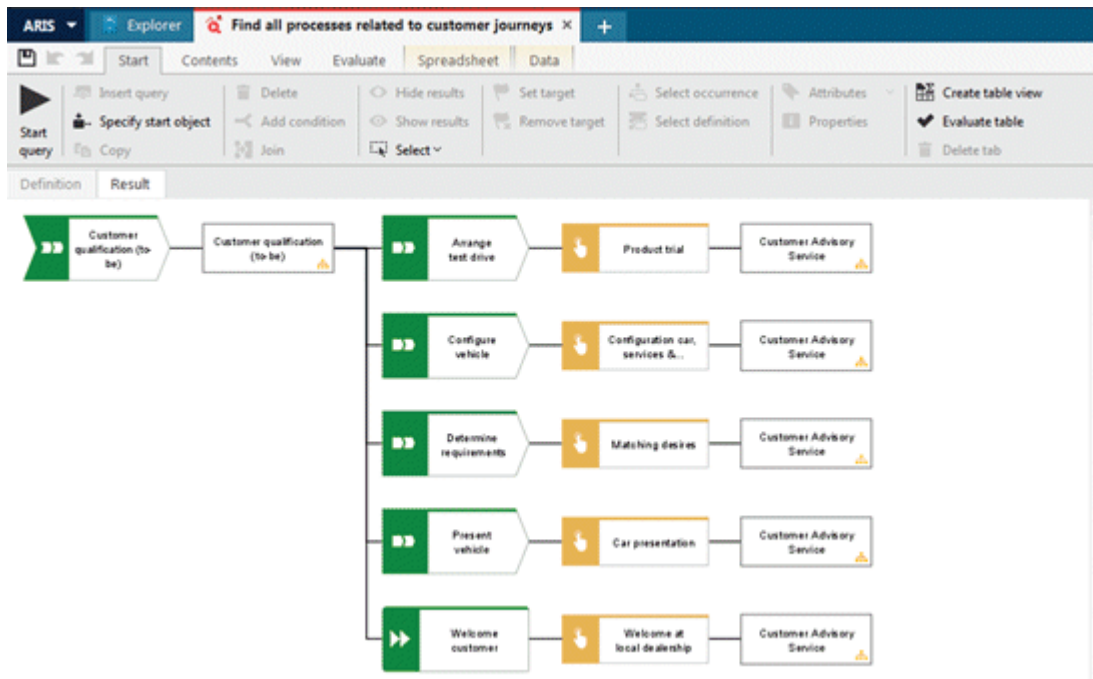 ARIS Explorer Find all processes related to customer journeys × +
Start Contents View Evaluate Spreadsheet Data
Insert query Delete Hide results Set target Select occurrence Attributes Create table view
Start query
Specify start object Add condition Show results Remove target Select definition Properties Evaluate table
Copy Join Select Delete tab
Definition Result
Customer
qualification (to-
be)
Customer qualification
(to-be)
Arrange
test drive
Product trial
Customer Advisory
Service
Configure
vehicle
Configuration car,
services &...
Customer Advisory
Service
Determine
requirements
Matching desires
Customer Advisory
Service
Present
vehicle
Car presentation
Customer Advisory
Service
Welcome
customer
Welcome at
local dealership
Customer Advisory
Service